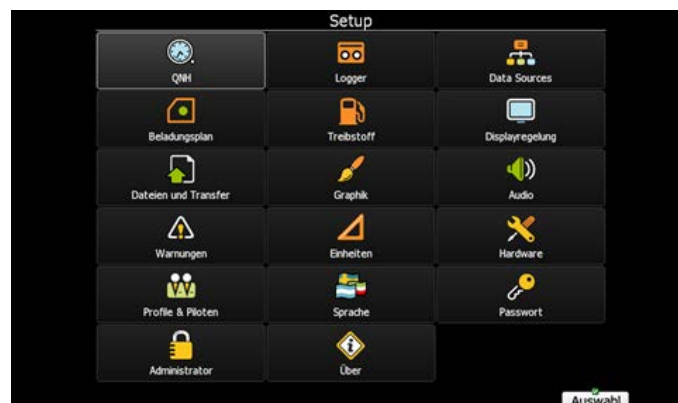 Setup
QNH
Logger
Data Sources
Beladungsplan
Treibstoff
Displayregelung
Dateien und Transfer
Graphik
Audio
Warnungen
Einheiten
Hardware
Profile & Piloten
Sprache
Passwort
Administrator
Über
Auswahl